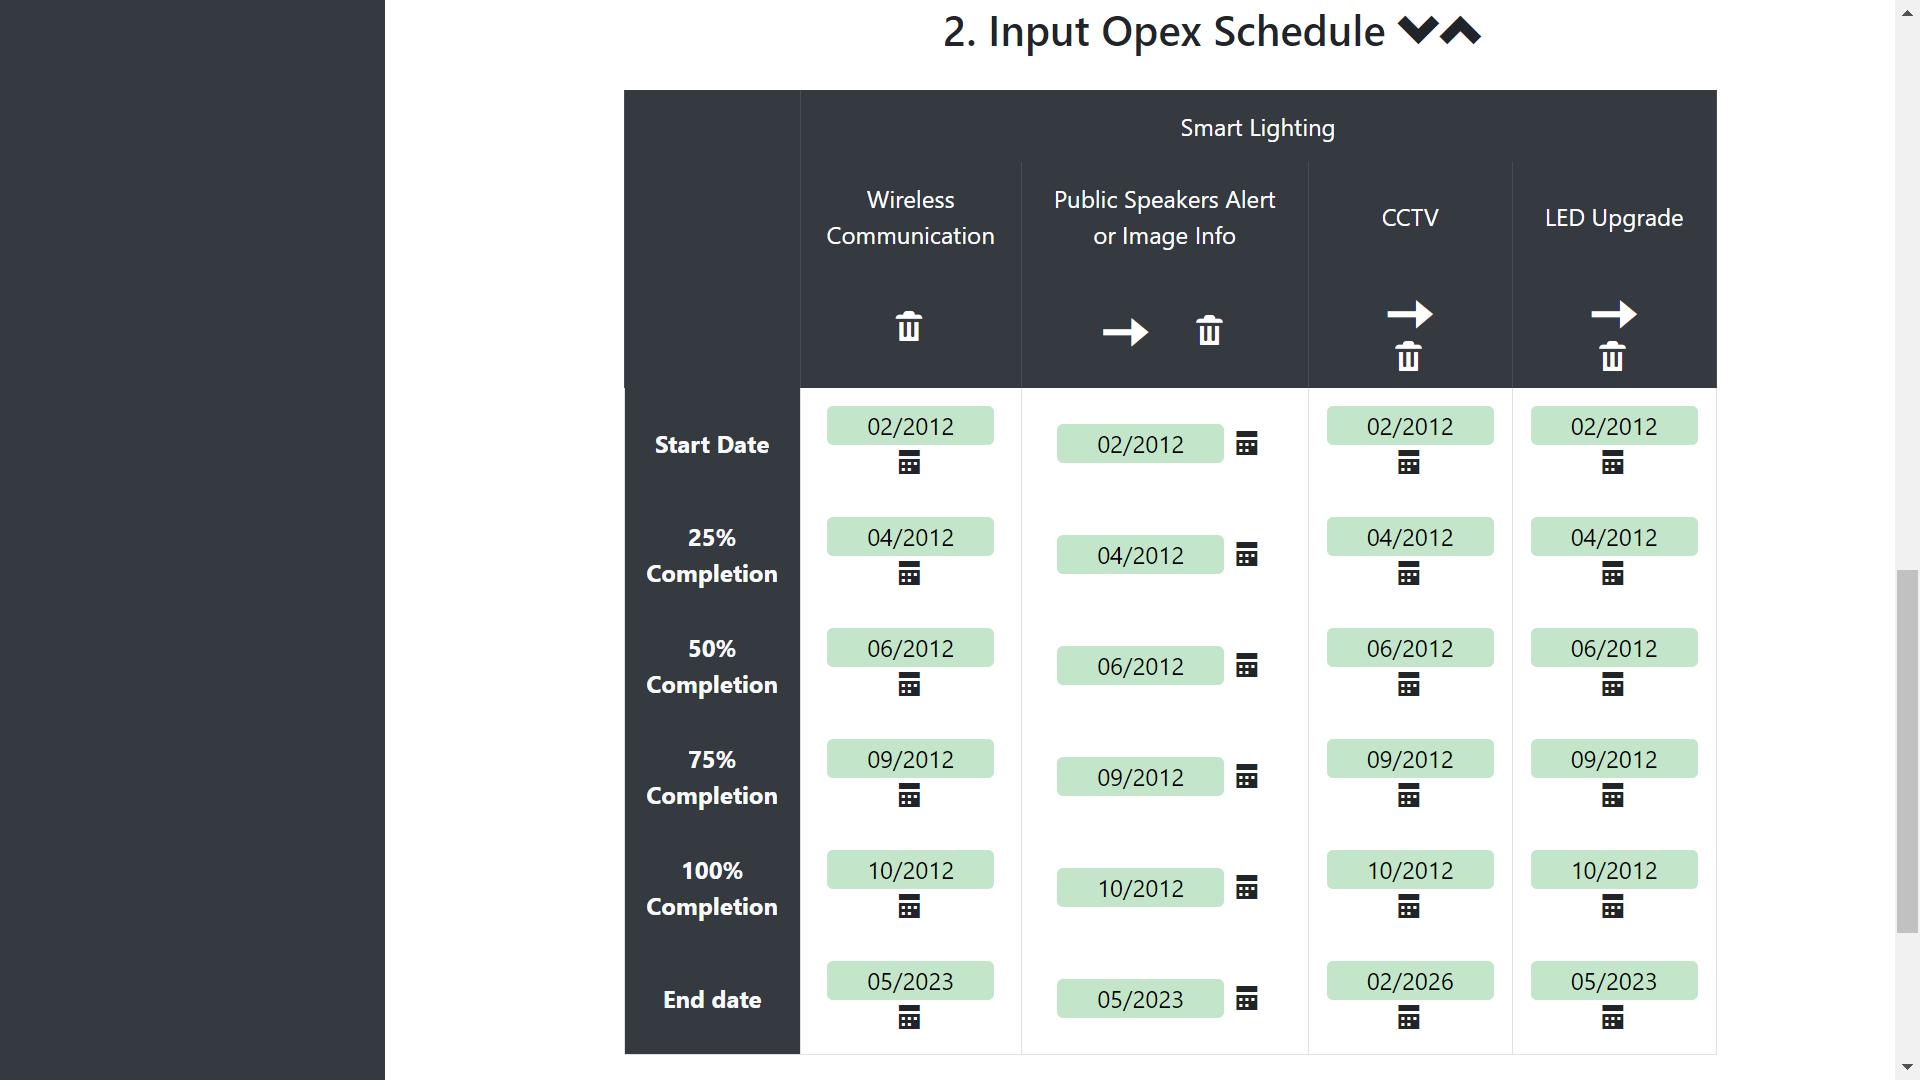 2. Input Opex Schedule
Smart Lighting
Wireless
Communication
Public Speakers Alert
or Image Info
CCTV
LED Upgrade
Start Date
02/2012
02/2012
02/2012
02/2012
25%
Completion
04/2012
04/2012
04/2012
04/2012
50%
Completion
06/2012
06/2012
06/2012
06/2012
75%
Completion
09/2012
09/2012
09/2012
09/2012
100%
Completion
10/2012
10/2012
10/2012
10/2012
End date
05/2023
05/2023
02/2026
05/2023